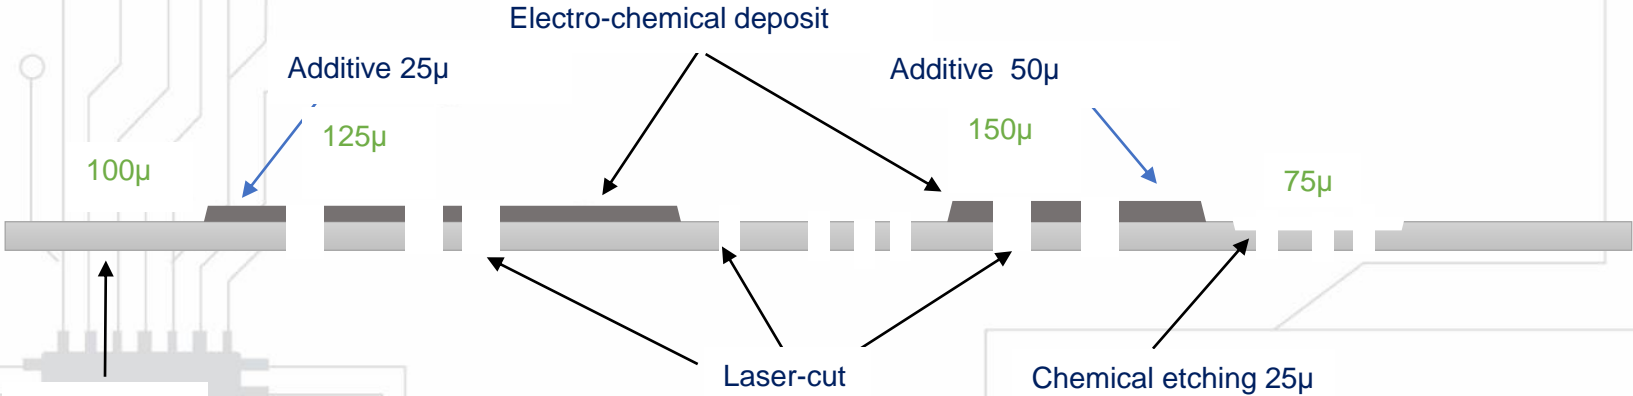 Electro-chemical deposit
Additive 25µ
Additive  50µ
125µ
150µ
100µ
75µ
Laser-cut
Chemical etching 25µ